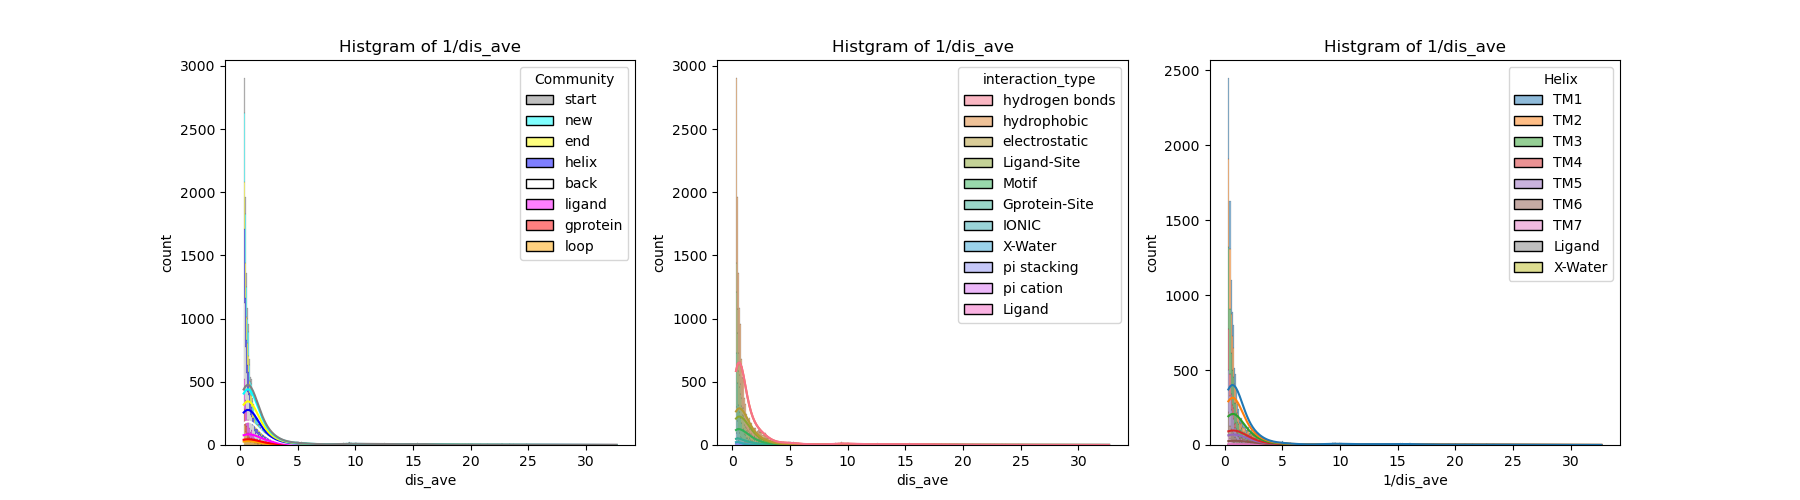 Histgram of 1/dis_ave
3000
2500
2000
1500
1000
500
0
count
0 5 10 15 20 25 30
dis_ave
Community
start
new
end
helix
back
ligand
gprotein
loop
Histgram of 1/dis_ave
3000
2500
2000
1500
1000
500
0
count
0 5 10 15 20 25 30
dis_ave
interaction_type
hydrogen bonds
hydrophobic
electrostatic
Ligand-Site
Motif
Gprotein-Site
IONIC
X-Water
pi stacking
pi cation
Ligand
Histgram of 1/dis_ave
2500
2000
1500
1000
500
0
count
0 5 10 15 20 25 30
1/dis_ave
Helix
TM1
TM2
TM3
TM4
TM5
TM6
TM7
Ligand
X-Water